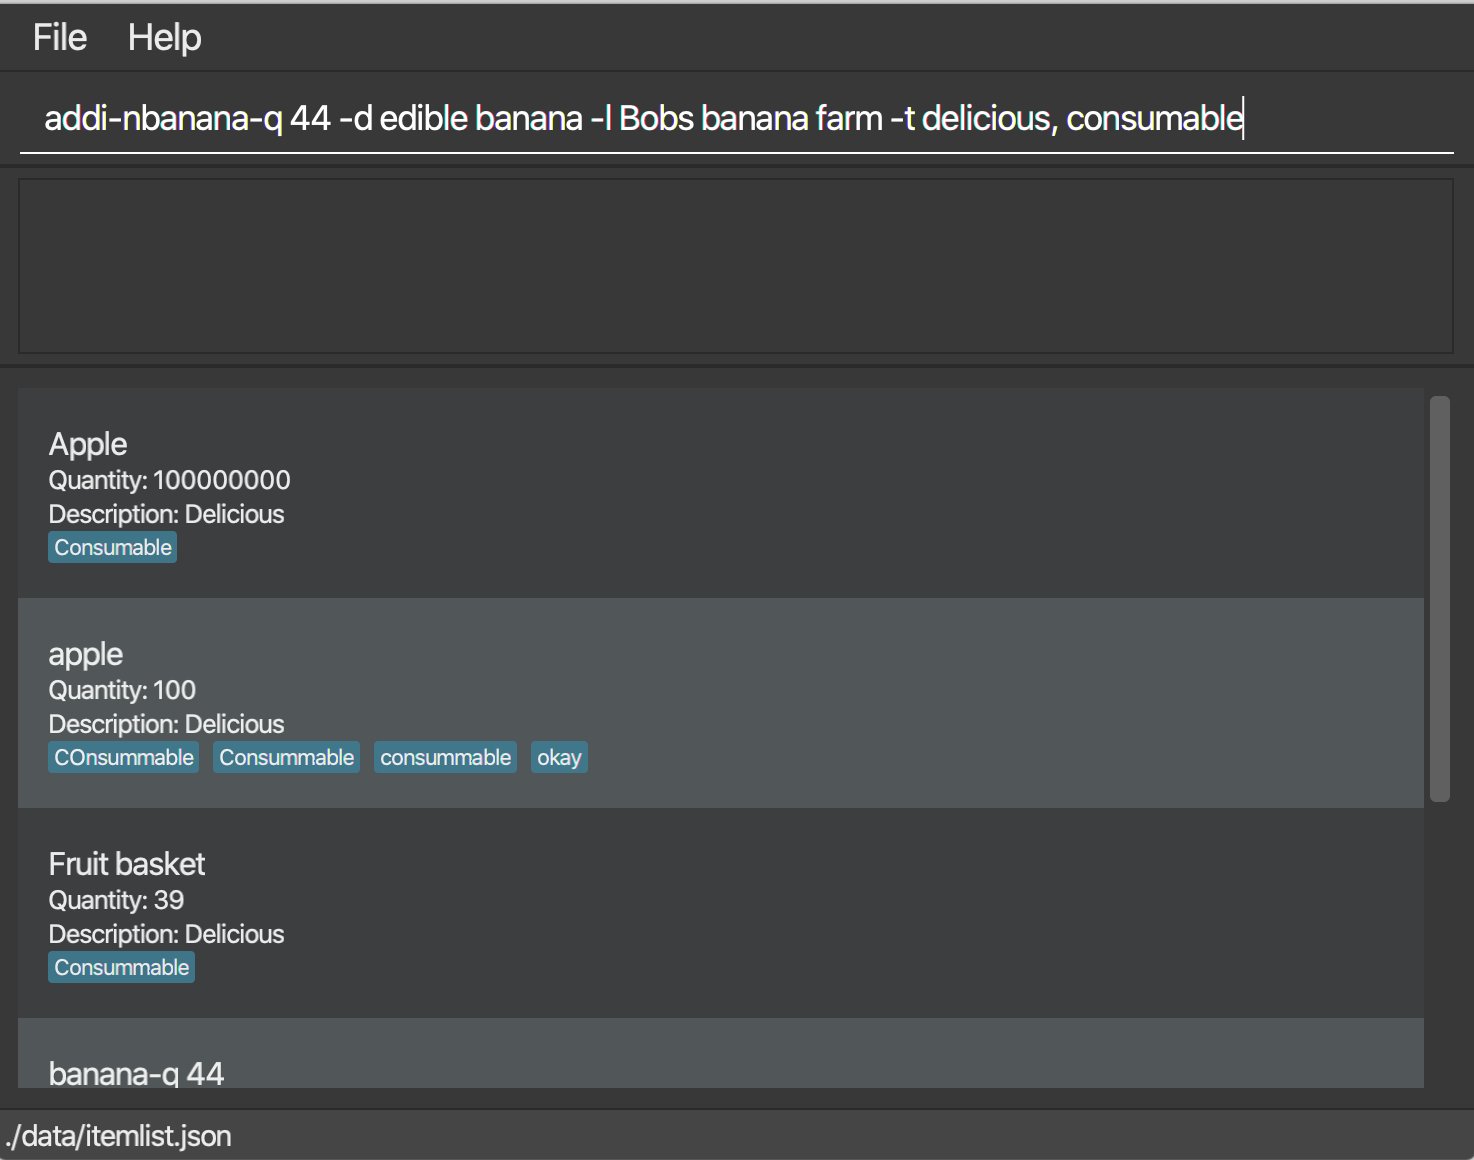 File Help
addi-nbanana-q 44 -d edible banana -l Bobs banana farm -t delicious, consumable
Apple
Quantity: 100000000
Description: Delicious
Consumable
apple
Quantity: 100
Description: Delicious
COnsummable Consummable consummable okay
Fruit basket
Quantity: 39
Description: Delicious
Consummable
banana-q 44
./data/itemlist.json